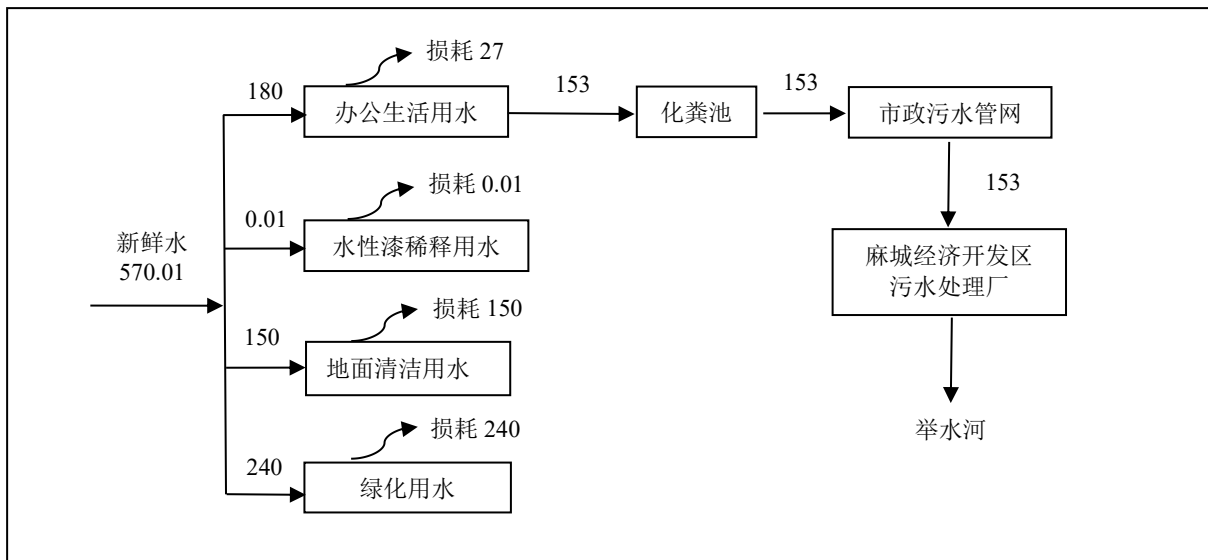 损耗 27
180
办公生活用水
153
化粪池
153
市政污水管网
153
损耗 0.01
0.01
水性漆稀释用水
新鲜水
570.01
麻城经济开发区
污水处理厂
损耗 150
150
地面清洁用水
损耗 240
240
绿化用水
举水河